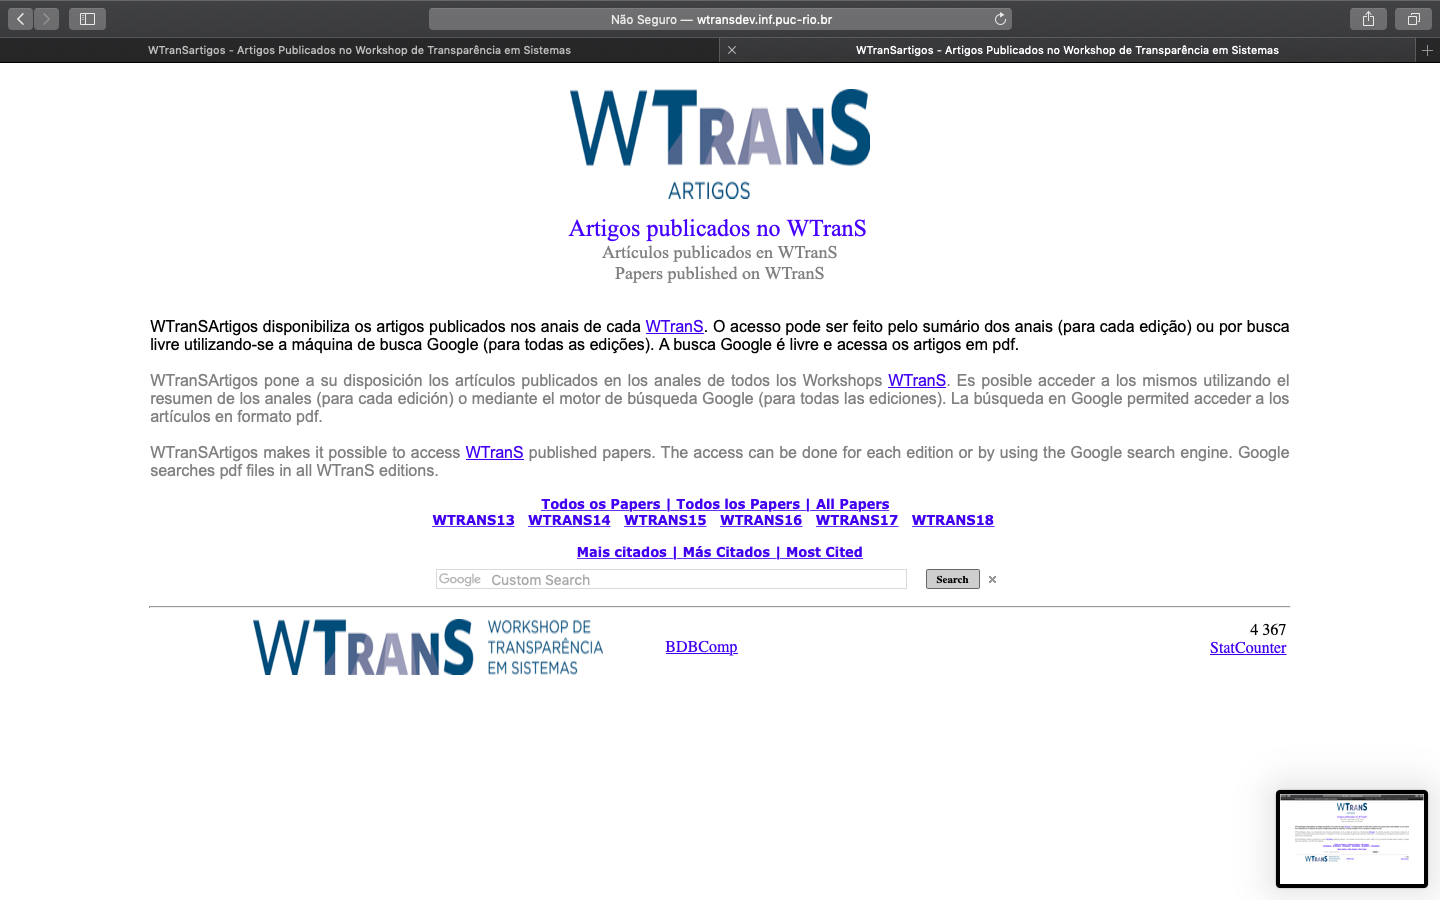 Não Seguro — wtransdev.inf.puc-rio.br
WTranSartigos - Artigos Publicados no Workshop de Transparência em Sistemas
WTranSartigos - Artigos Publicados no Workshop de Transparência em Sistemas
WTRANS
ARTIGOS
Artigos publicados no WTranS
Artículos publicados en WTranS
Papers published on WTranS
WTranSArtigos disponibiliza os artigos publicados nos anais de cada WTranS. O acesso pode ser feito pelo sumário dos anais (para cada edição) ou por busca
livre utilizando-se a máquina de busca Google (para todas as edições). A busca Google é livre e acessa os artigos em pdf.
WTranSArtigos pone a su disposición los artículos publicados en los anales de todos los Workshops WTranS. Es posible acceder a los mismos utilizando el
resumen de los anales (para cada edición) o mediante el motor de búsqueda Google (para todas las ediciones). La búsqueda en Google permited acceder a los
artículos en formato pdf.
WTranSArtigos makes it possible to access WTranS published papers. The access can be done for each edition or by using the Google search engine. Google
searches pdf files in all WTranS editions.
Todos os Papers | Todos los Papers | All Papers
WTRANS13 WTRANS14 WTRANS15 WTRANS16 WTRANS17 WTRANS18
Mais citados | Más Citados | Most Cited
Google Custom Search Search
WTRANS
WORKSHOP DE
TRANSPARÊNCIA
EM SISTEMAS
BDBComp
4 367
StatCounter
WTRANS
WTRANS